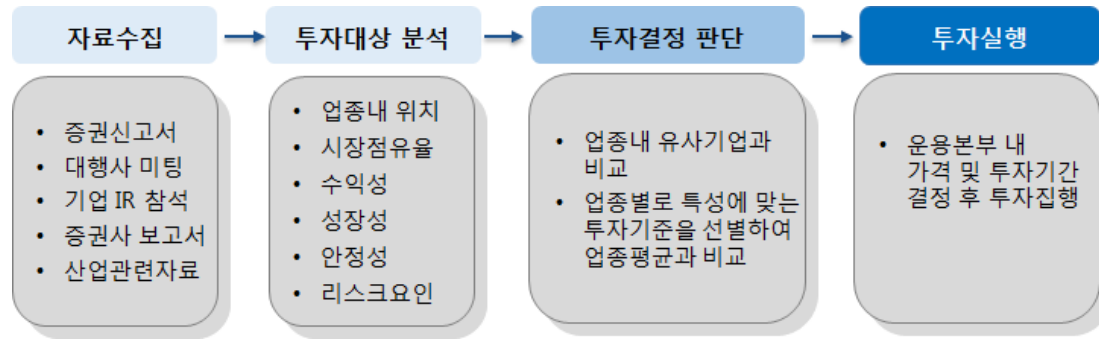 자료수집
투자대상 분석
투자결정 판단
투자실행
• 증권신고서
• 대행사 미팅
• 기업 IR 참석
• 증권사 보고서
• 산업관련자료
• 업종내 위치
• 시장점유율
• 수익성
• 성장성
• 안정성
• 리스크요인
• 업종내 유사기업과
비교
• 업종별로 특성에 맞는
투자기준을 선별하여
업종평균과 비교
• 운용본부 내
가격 및 투자기간
결정 후 투자집행